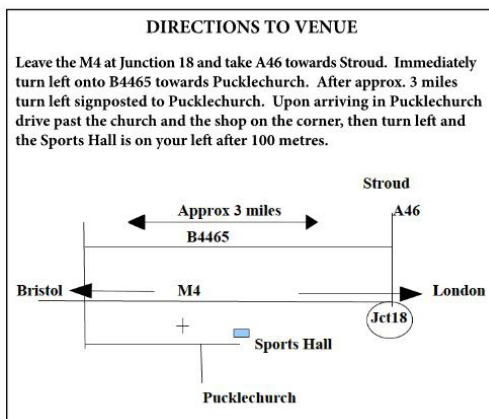 DIRECTIONS TO VENUE
Leave the M4 at Junction 18 and take A46 towards Stroud. Immediately
turn left onto B4465 towards Pucklechurch. After approx. 3 miles
turn left signposted to Pucklechurch. Upon arriving in Pucklechurch
drive past the church and the shop on the corner, then turn left and
the Sports Hall is on your left after 100 metres.
Stroud
Approx 3 miles
A46
B4465
Bristol
M4
London
Jct18
Sports Hall
Pucklechurch